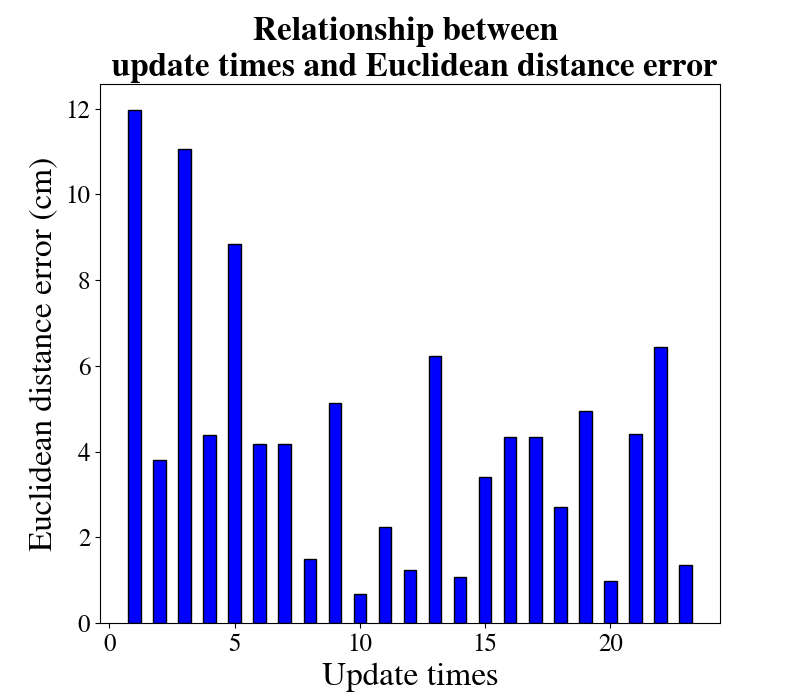 Relationship between
update times and Euclidean distance error
Euclidean distance error (cm)
12
10
8
6
4
2
0
0 5 10 15 20
Update times